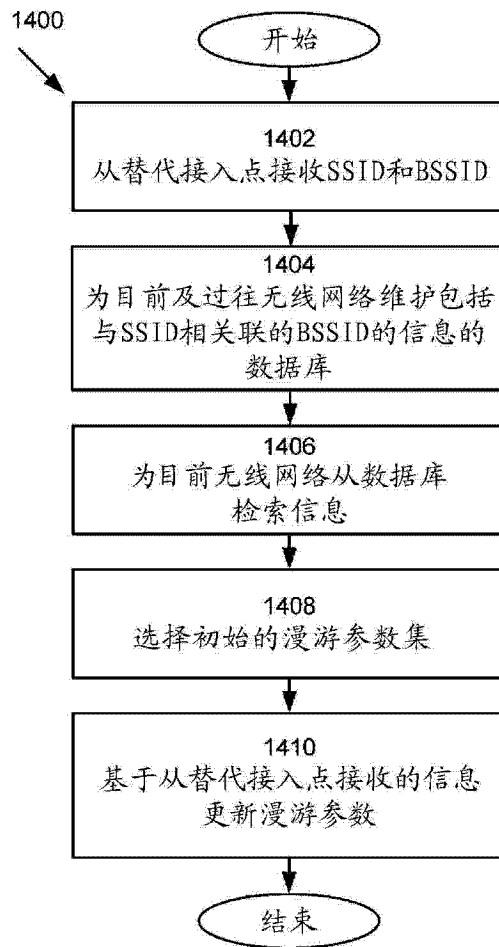 1400
开始
1402
从替代接入点接收SSID和BSSID
1404
为目前及过往无线网络维护包括
与SSID相关联的BSSID的信息的
数据库
1406
为目前无线网络从数据库
检索信息
1408
选择初始的漫游参数集
1410
基于从替代接入点接收的信息
更新漫游参数
结束